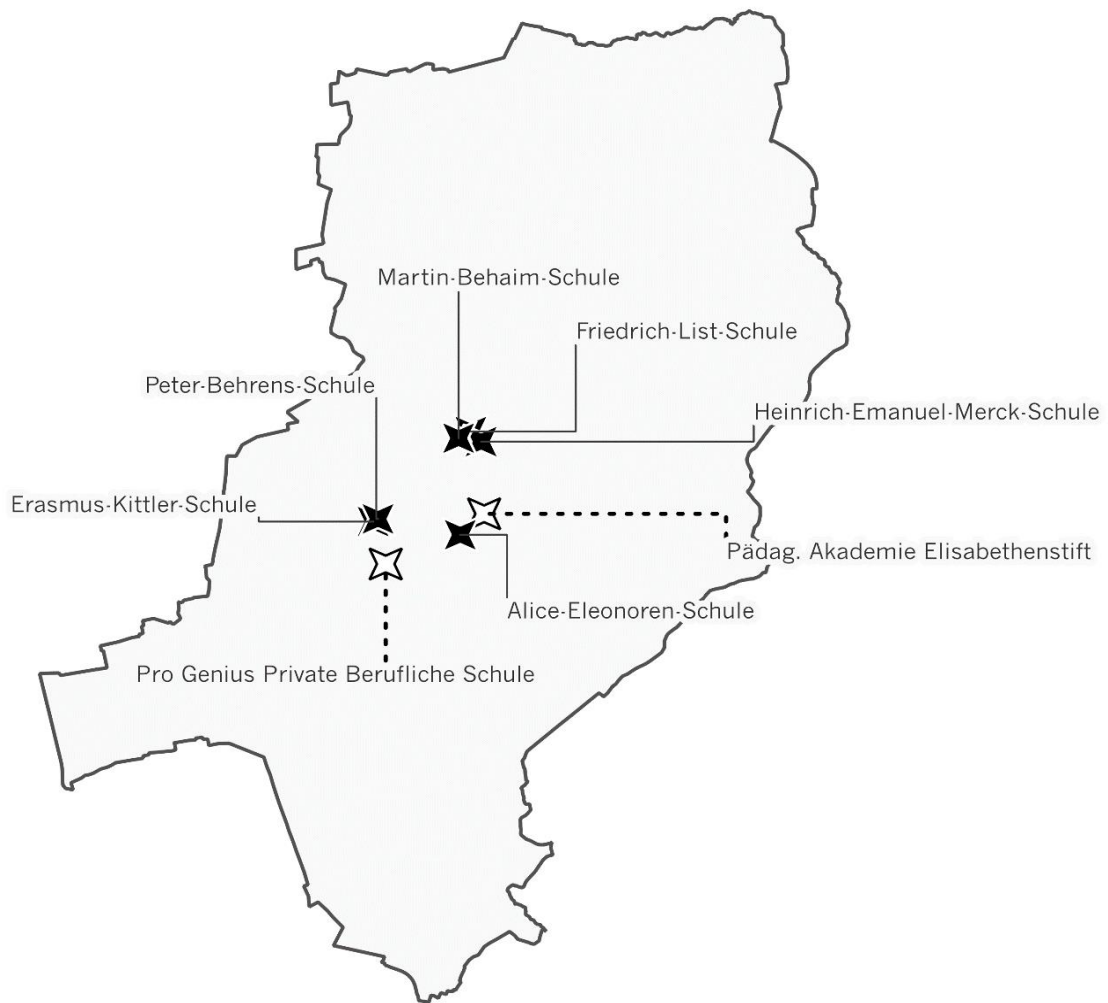 Martin-Behaim-Schule
Friedrich-List-Schule
Peter-Behrens-Schule
Heinrich-Emanuel-Merck-Schule
Erasmus-Kittler-Schule
Pädag. Akademie Elisabethenstift
Alice-Eleonoren-Schule
Pro Genius Private Berufliche Schule